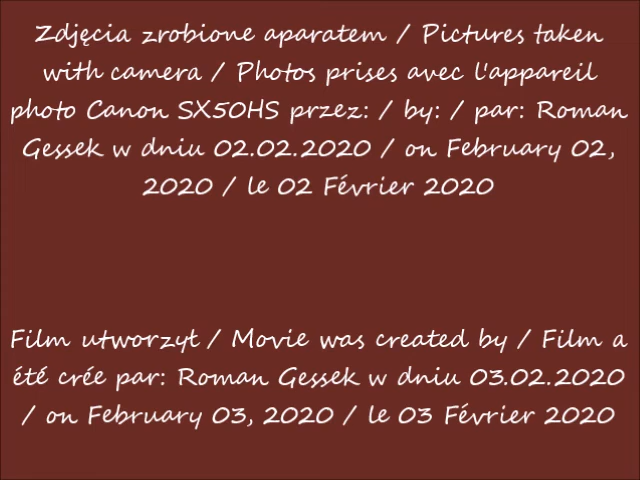 Zdjęcia zrobione aparatem / Pictures taken
with camera / Photos prises avec l'appareil
photo Canon SX50HS przez: / by: / par: Roman
Gessek w dniu 02.02.2020 / on February 02,
2020 / le 02 Février 2020
Film utworzył / Movie was created by / Film a
été crée par: Roman Gessek w dniu 03.02.2020
/ on February 03, 2020 / le 03 Février 2020